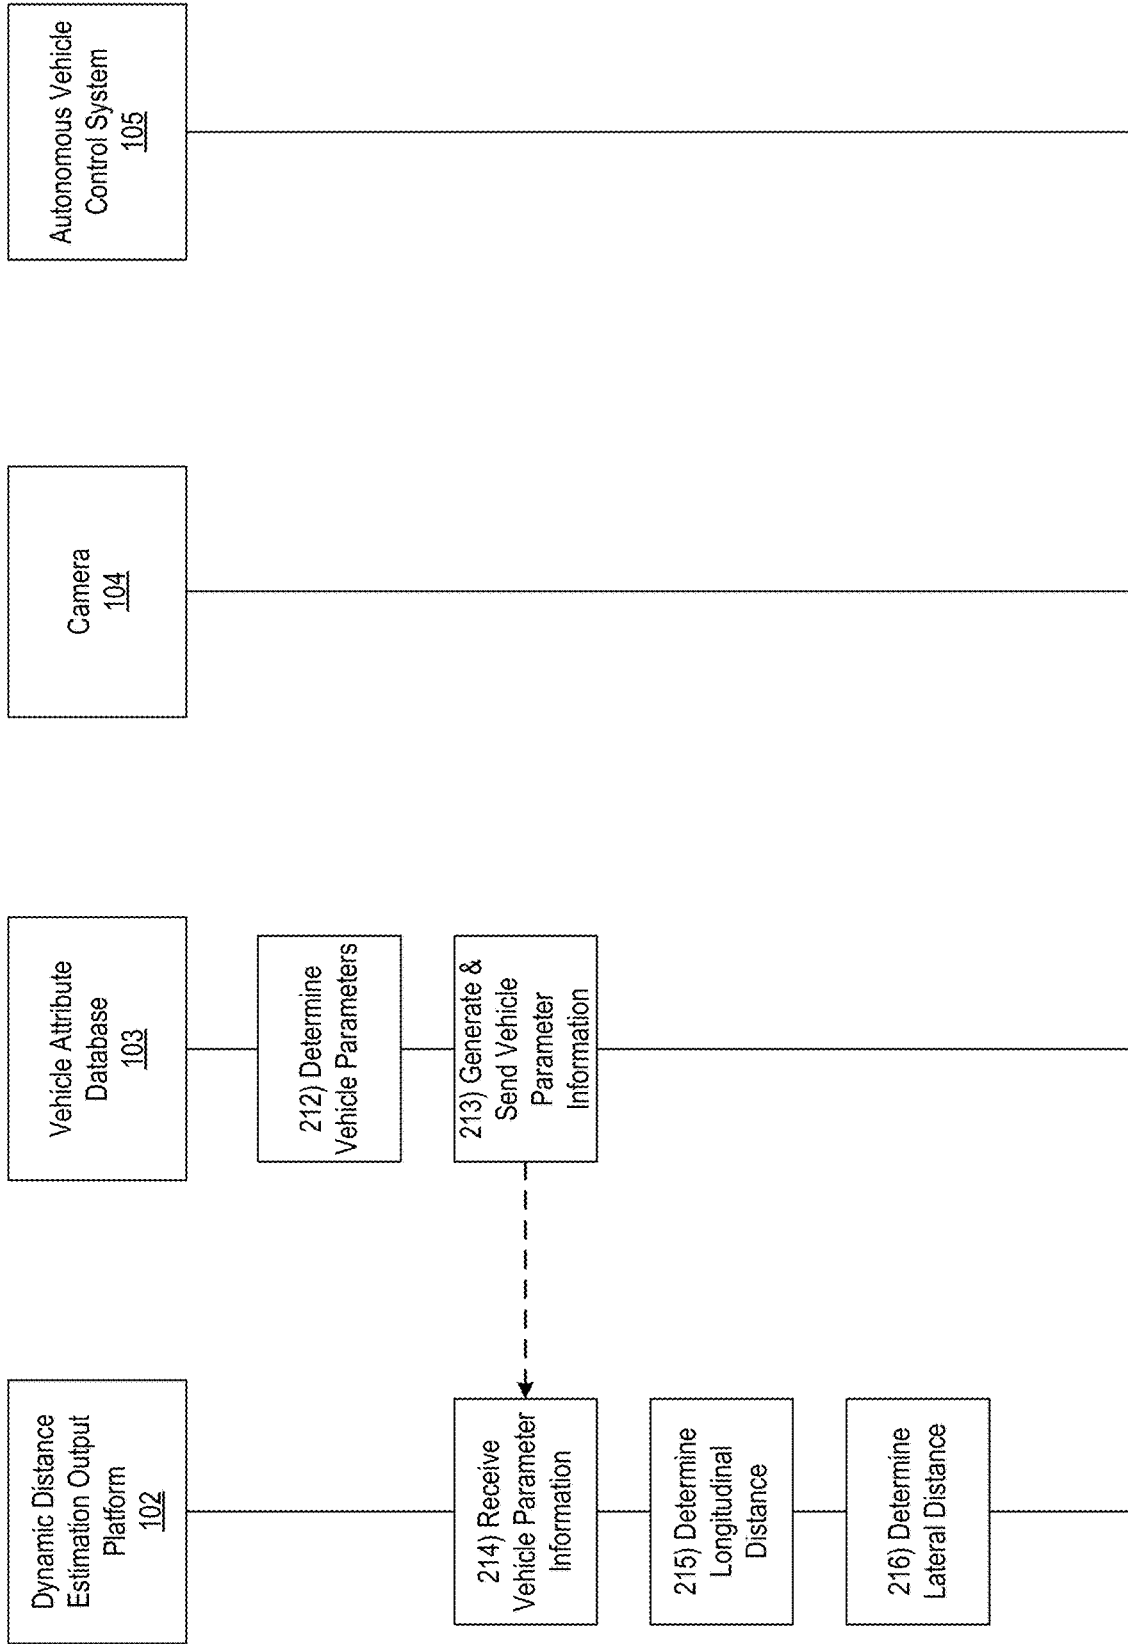 Dynamic Distance
Estimation Output
Platform
102
Vehicle Attribute
Database
103
Camera
104
Autonomous Vehicle
Control System
105
212) Determine
Vehicle Parameters
213) Generate &
Send Vehicle
Parameter
Information
214) Receive
Vehicle Parameter
Information
215) Determine
Longitudinal
Distance
216) Determine
Lateral Distance